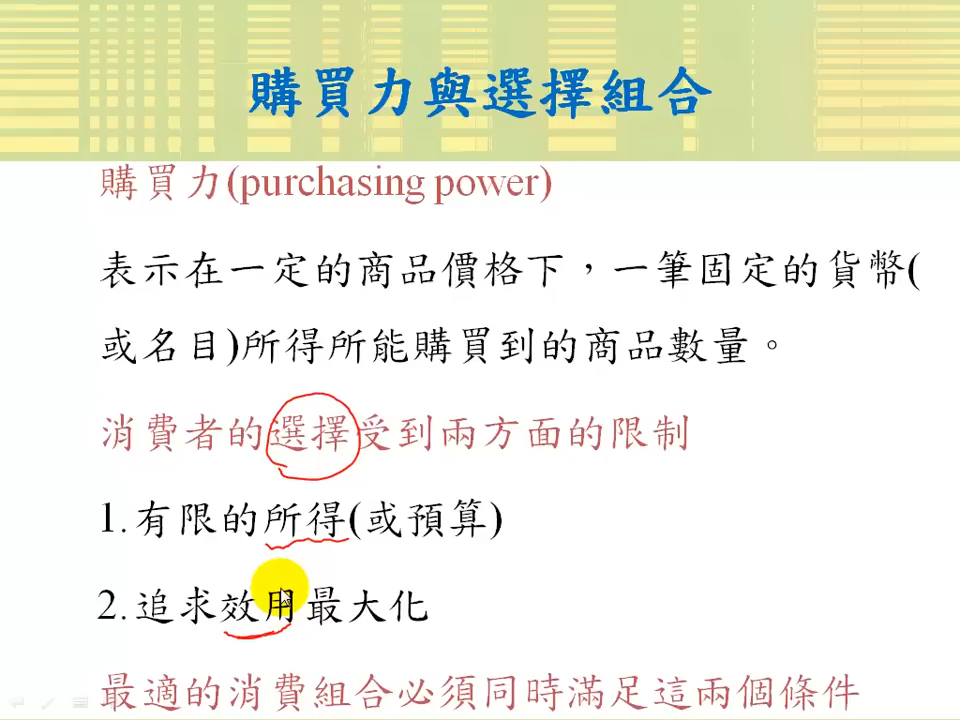 購買力與選擇組合
購買力(purchasing power)
表示在一定的商品價格下，一筆固定的貨幣(
或名目)所得所能購買到的商品數量。
消費者的選擇受到兩方面的限制
1.有限的所得(或預算)
2.追求效用最大化
最適的消費組合必須同時滿足這兩個條件